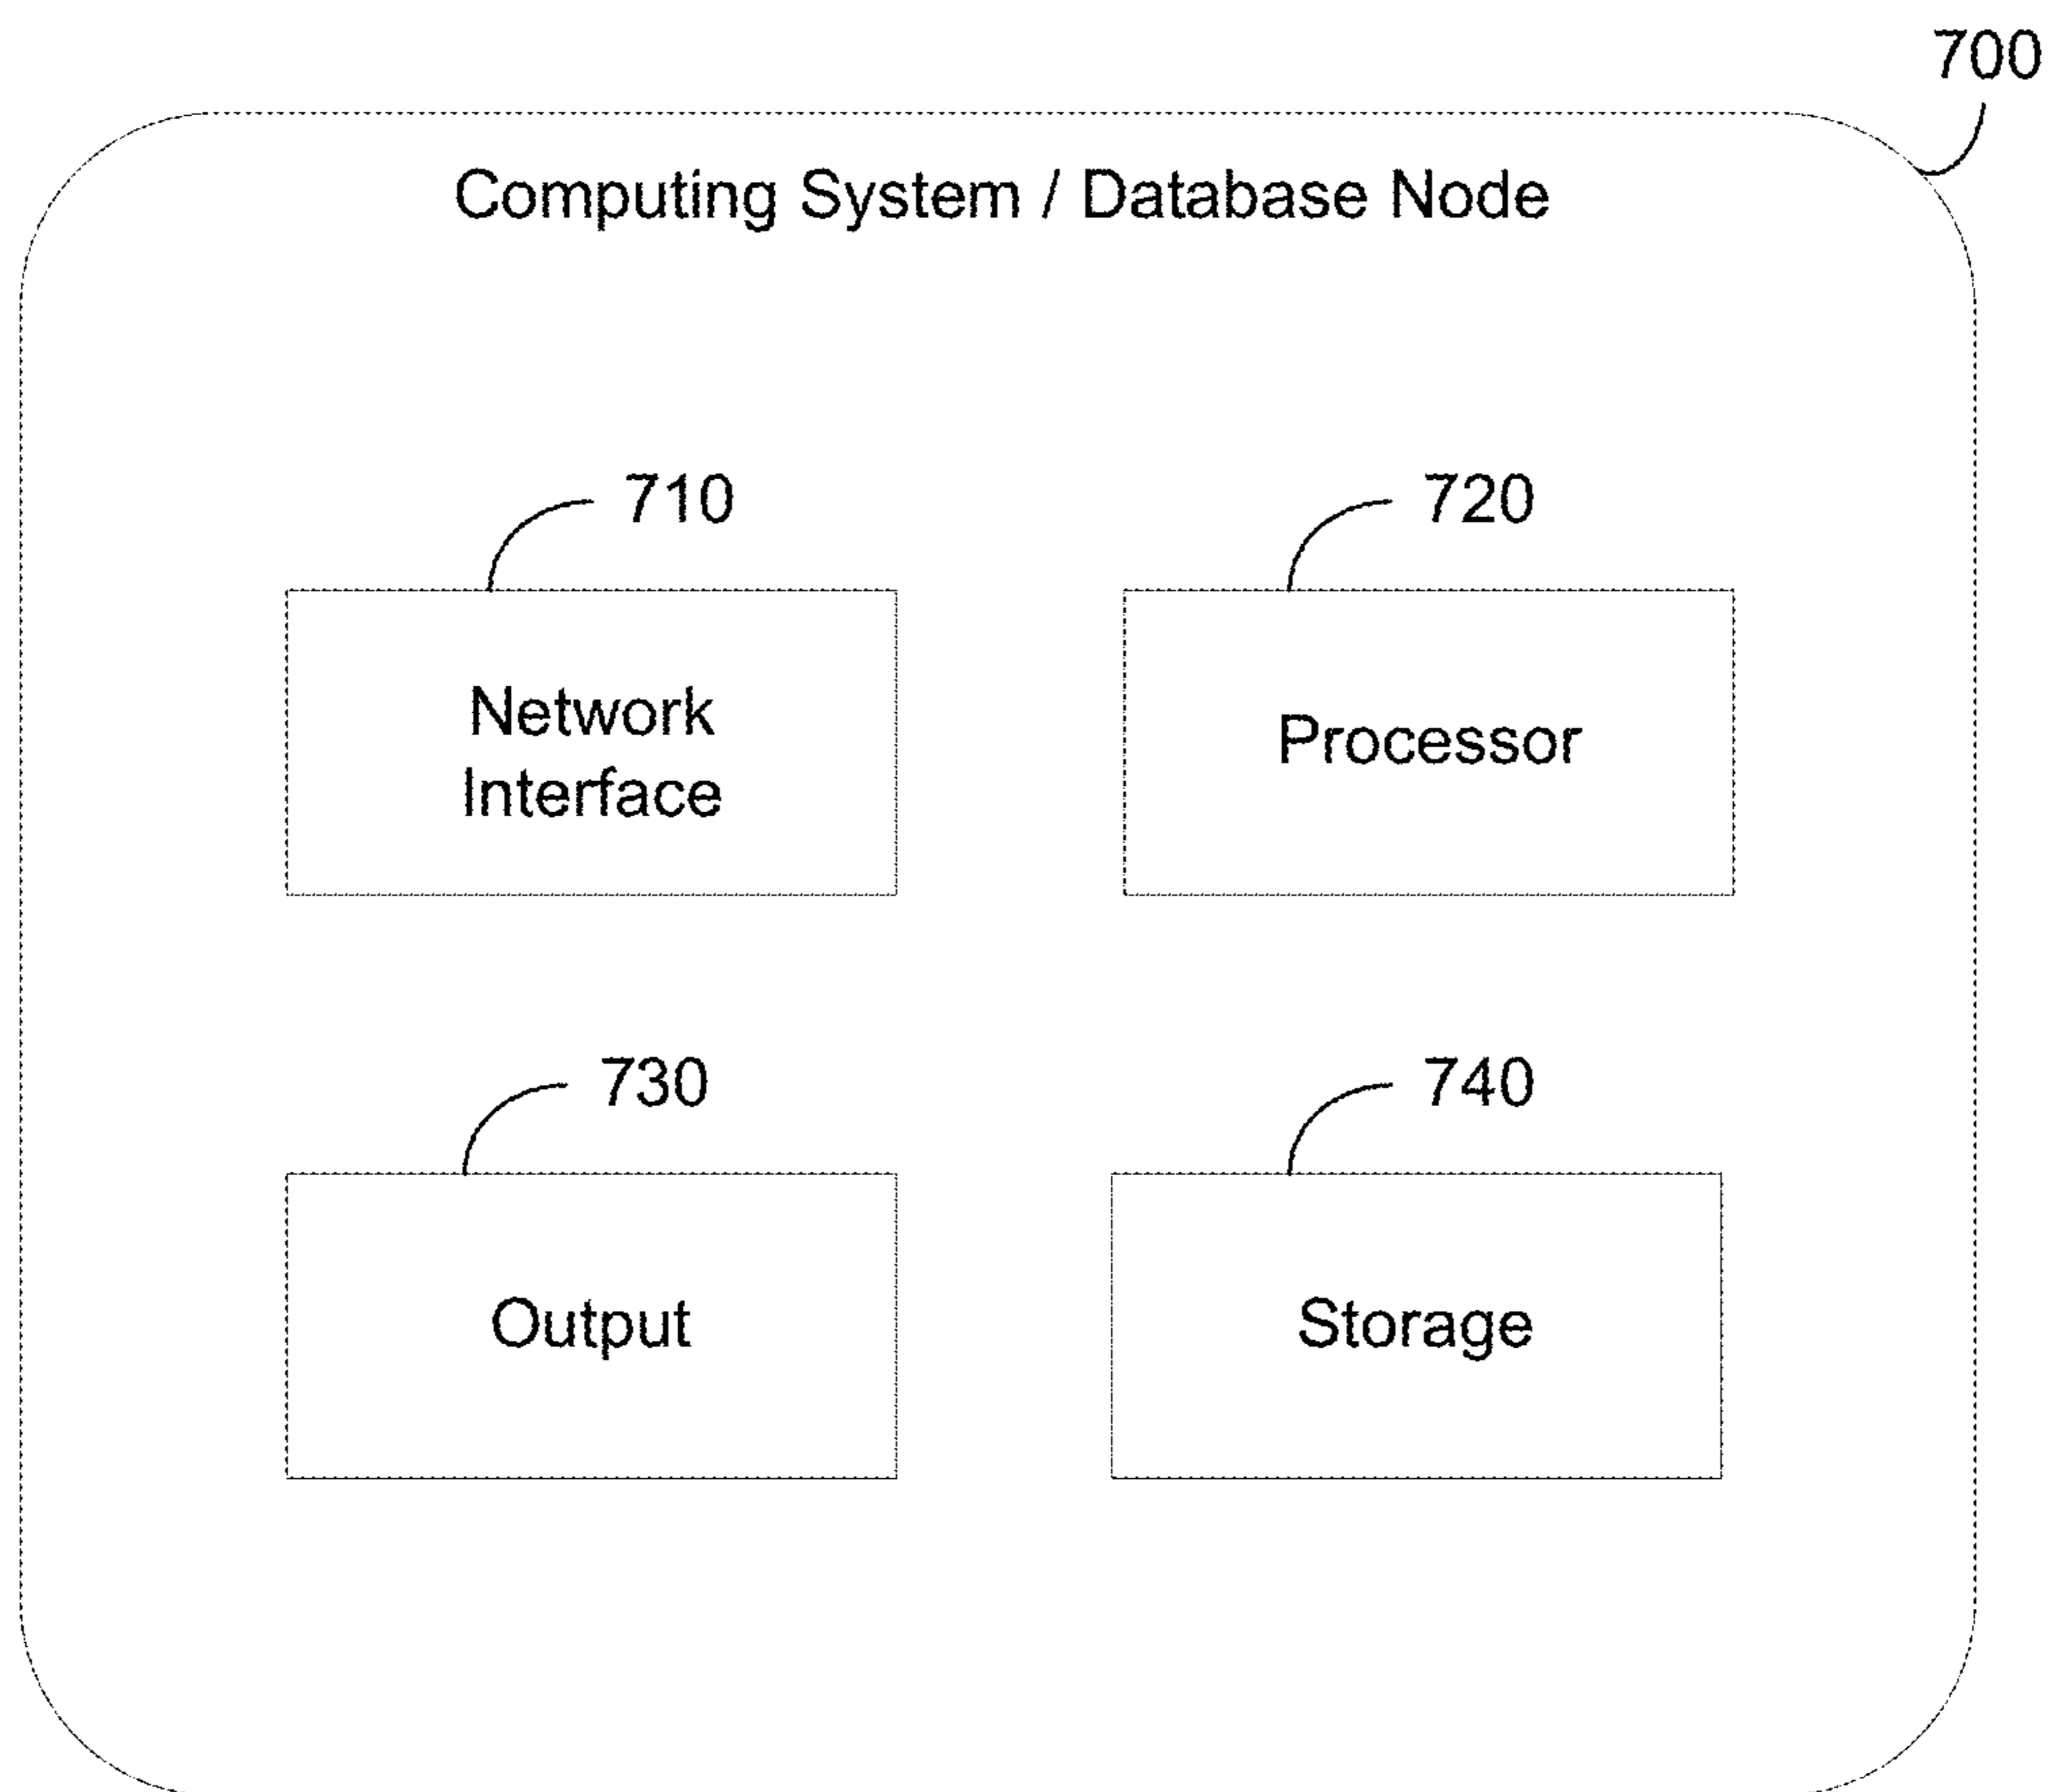 700
Computing System / Database Node
710
720
Network
Interface
Processor
730
740
Output
Storage